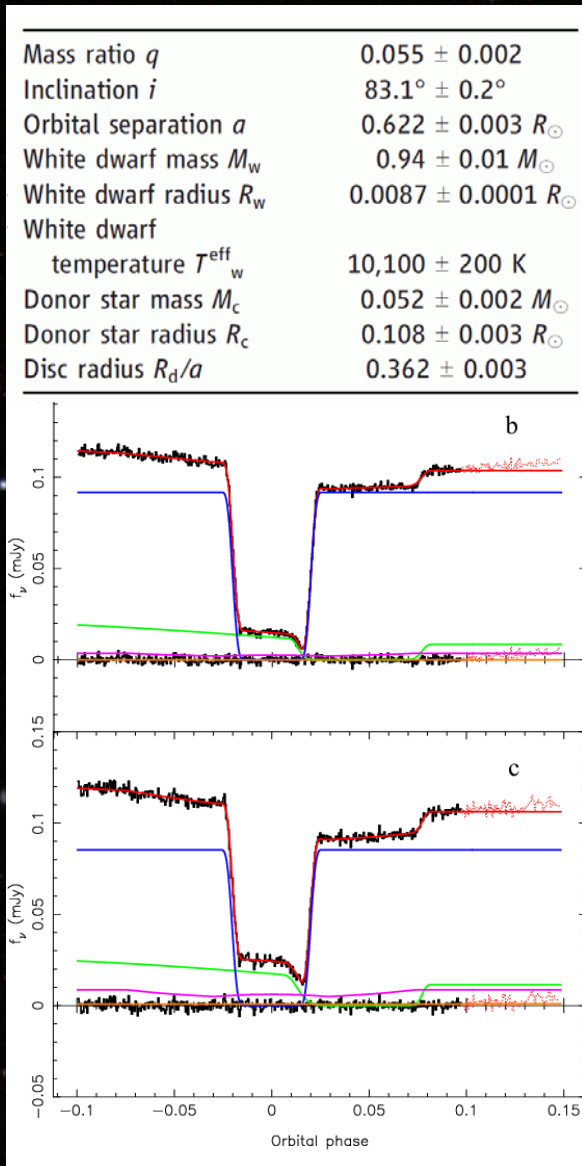 Mass ratio q 0.055 ± 0.002
Inclination i 83.1° ± 0.2°
Orbital separation a 0.622 ± 0.003 R☉
White dwarf mass Mw 0.94 ± 0.01 M☉
White dwarf radius Rw 0.0087 ± 0.0001 R☉
White dwarf
temperature T^eff_w 10,100 ± 200 K
Donor star mass Mc 0.052 ± 0.002 M☉
Donor star radius Rc 0.108 ± 0.003 R☉
Disc radius Rd/a 0.362 ± 0.003
b
0.1
0.05
0
fν (mJy)
c
0.15
0.1
0.05
0
−0.05
fν (mJy)
−0.1 −0.05 0 0.05 0.1 0.15
Orbital phase